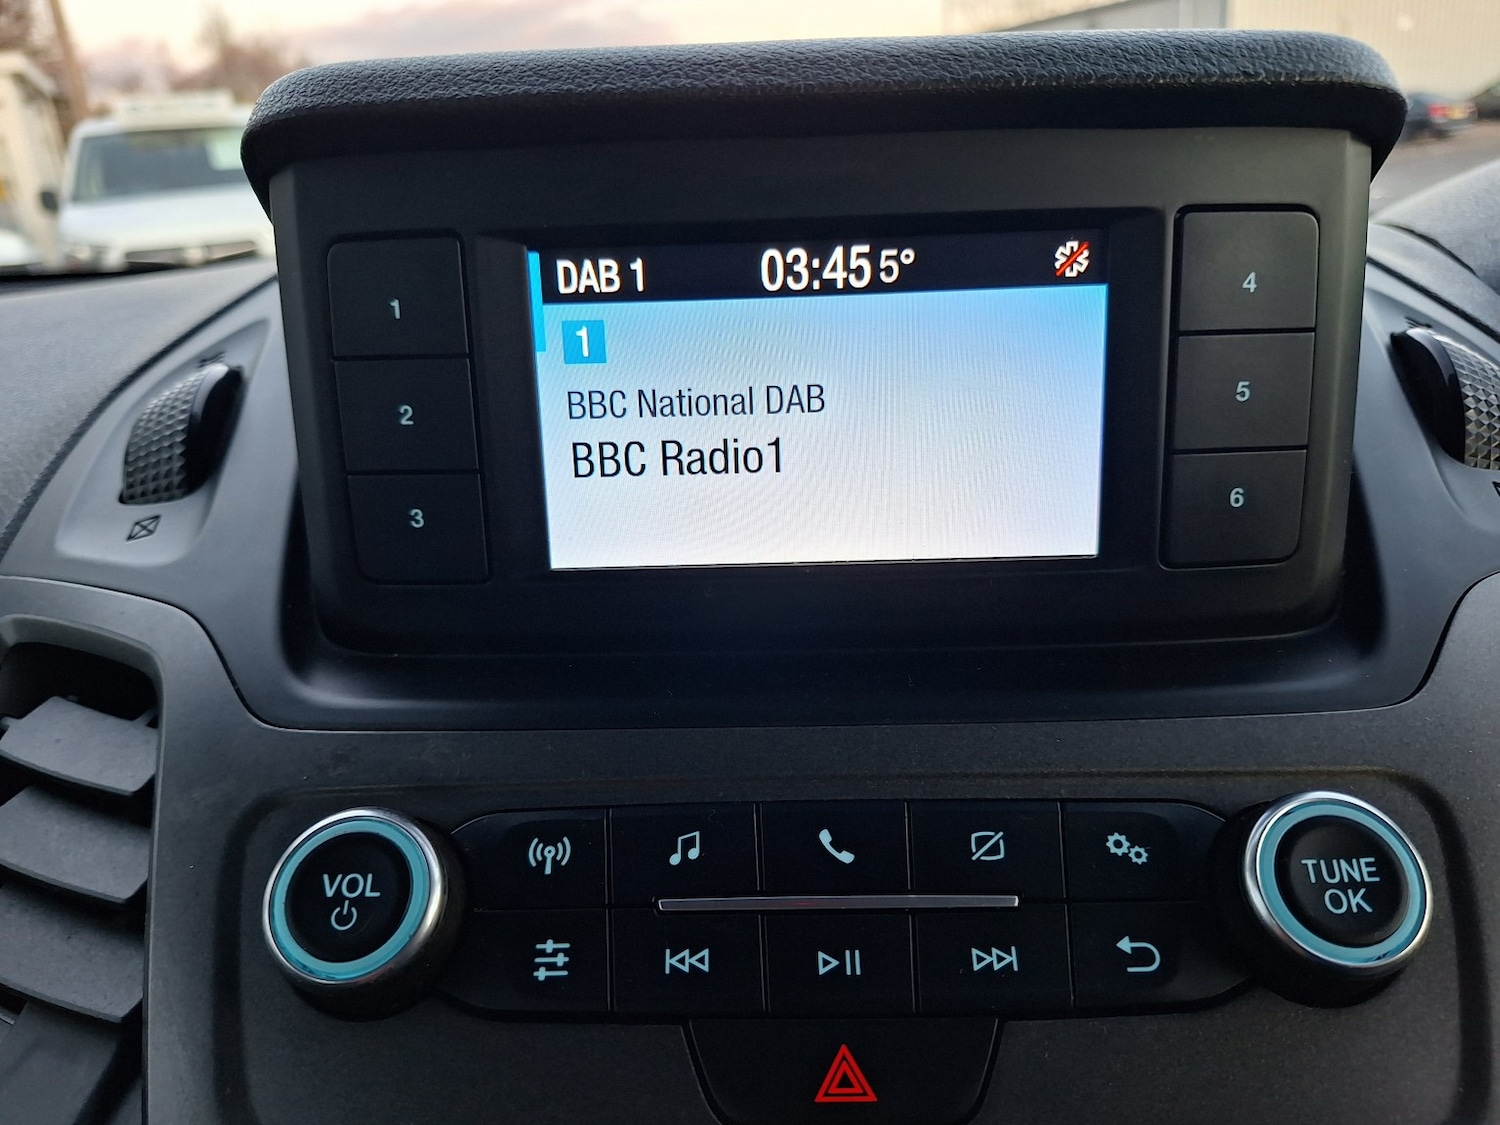 DAB 1 03:45 5°
1
BBC National DAB
BBC Radio1
1
2
3
4
5
6
VOL
TUNE
OK